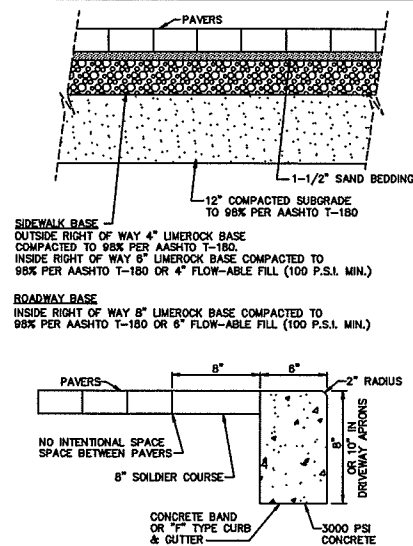 PAVERS
1-1/2" SAND BEDDING
12" COMPACTED SUBGRADE
TO 98% PER AASHTO T-180
SIDEWALK BASE
OUTSIDE RIGHT OF WAY 4" LIMEROCK BASE
COMPACTED TO 98% PER AASHTO T-180.
INSIDE RIGHT OF WAY 6" LIMEROCK BASE COMPACTED TO
98% PER AASHTO T-180 OR 4" FLOW-ABLE FILL (100 P.S.I. MIN.)
ROADWAY BASE
INSIDE RIGHT OF WAY 8" LIMEROCK BASE COMPACTED TO
98% PER AASHTO T-180 OR 6" FLOW-ABLE FILL (100 P.S.I. MIN.)
8"
6"
PAVERS
2" RADIUS
8"
OR 10" IN
DRIVEWAY APRONS
NO INTENTIONAL SPACE
SPACE BETWEEN PAVERS
8" SOILDIER COURSE
CONCRETE BAND
OR "F" TYPE CURB
& GUTTER
3000 PSI
CONCRETE